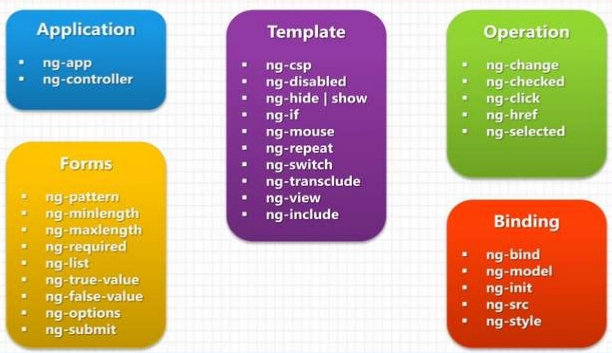 Application
▪ ng-app
▪ ng-controller
Forms
▪ ng-pattern
▪ ng-minlength
▪ ng-maxlength
▪ ng-required
▪ ng-list
▪ ng-true-value
▪ ng-false-value
▪ ng-options
▪ ng-submit
Template
▪ ng-csp
▪ ng-disabled
▪ ng-hide | show
▪ ng-if
▪ ng-mouse
▪ ng-repeat
▪ ng-switch
▪ ng-transclude
▪ ng-view
▪ ng-include
Operation
▪ ng-change
▪ ng-checked
▪ ng-click
▪ ng-href
▪ ng-selected
Binding
▪ ng-bind
▪ ng-model
▪ ng-init
▪ ng-src
▪ ng-style